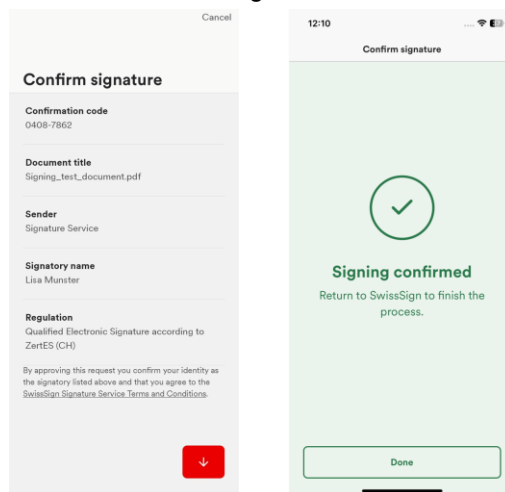 Cancel
Confirm signature
Confirmation code
0408-7862
Document title
Signing_test_document.pdf
Sender
Signature Service
Signatory name
Lisa Munster
Regulation
Qualified Electronic Signature according to
ZertES (CH)
By approving this request you confirm your identity as
the signatory listed above and that you agree to the
SwissSign Signature Service Terms and Conditions.
12:10
Confirm signature
Signing confirmed
Return to SwissSign to finish the
process.
Done